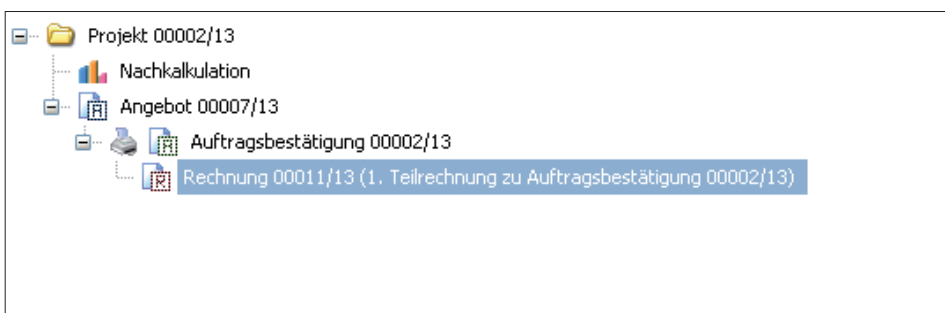 Projekt 00002/13
Nachkalkulation
Angebot 00007/13
Auftragsbestätigung 00002/13
Rechnung 00011/13 (1. Teilrechnung zu Auftragsbestätigung 00002/13)